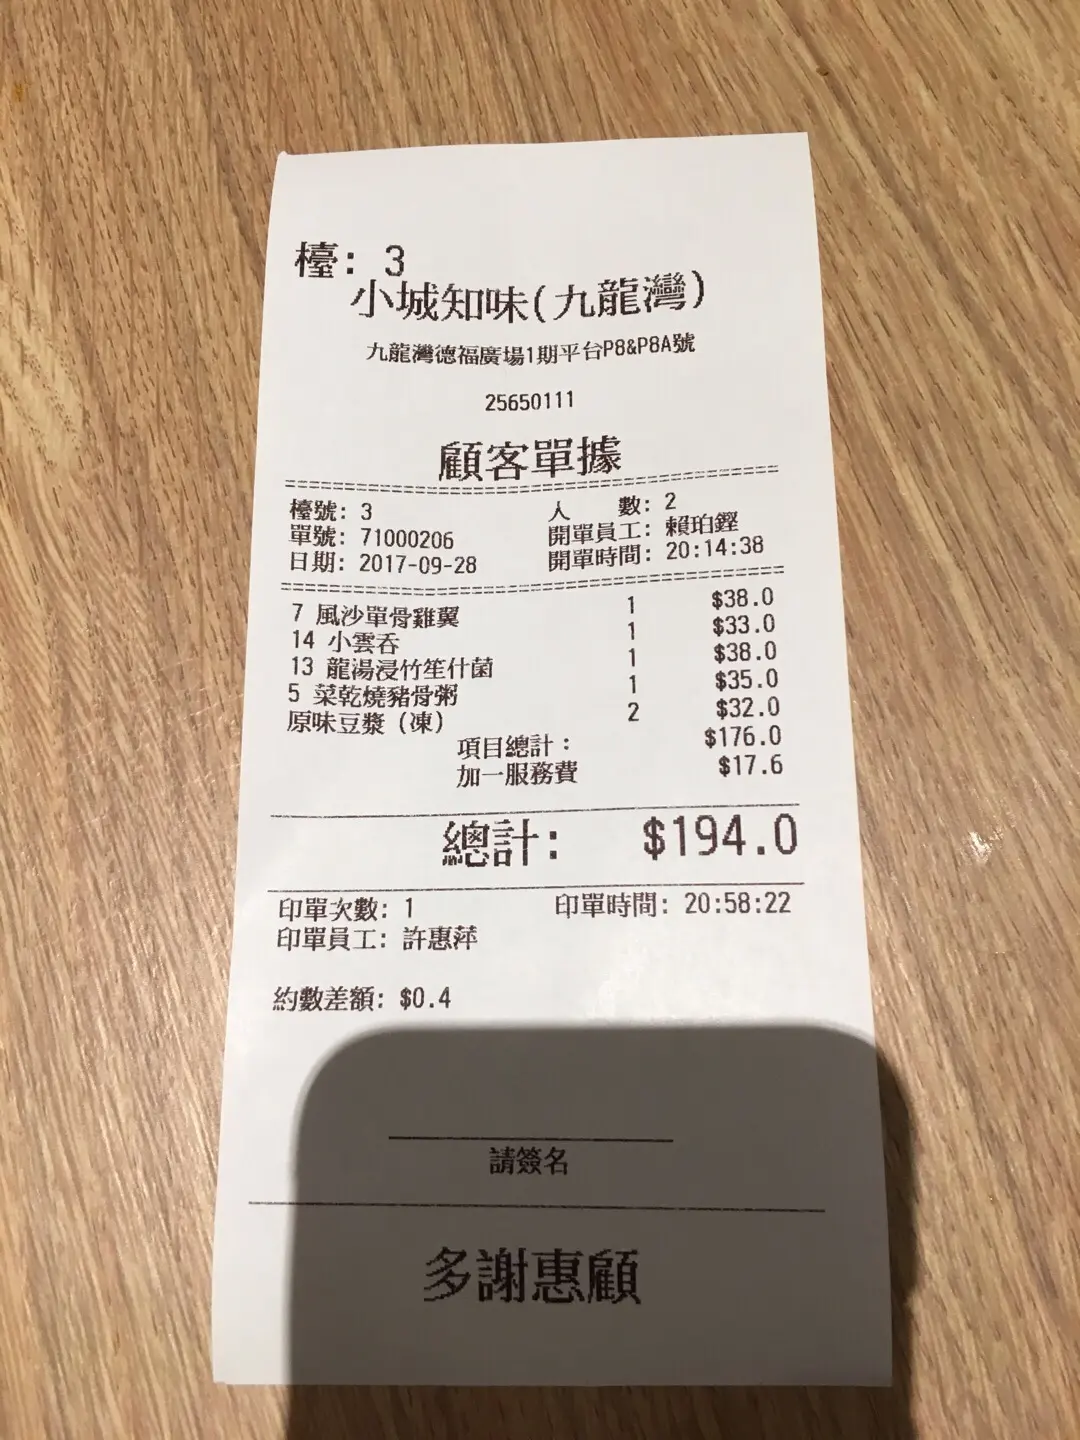 檯: 3
小城知味(九龍灣)
九龍灣德福廣場1期平台P8&P8A號
25650111
顧客單據
檯號: 3 人 數: 2
單號: 71000206 開單員工: 賴珀鏗
日期: 2017-09-28 開單時間: 20:14:38
7 風沙單骨雞翼 1 $38.0
14 小雲吞 1 $33.0
13 龍湯浸竹笙什菌 1 $38.0
5 菜乾燒豬骨粥 1 $35.0
原味豆漿 (凍) 2 $32.0
項目總計: $176.0
加一服務費 $17.6
總計: $194.0
印單次數: 1 印單時間: 20:58:22
印單員工: 許惠萍
約數差額: $0.4
請簽名
多謝惠顧